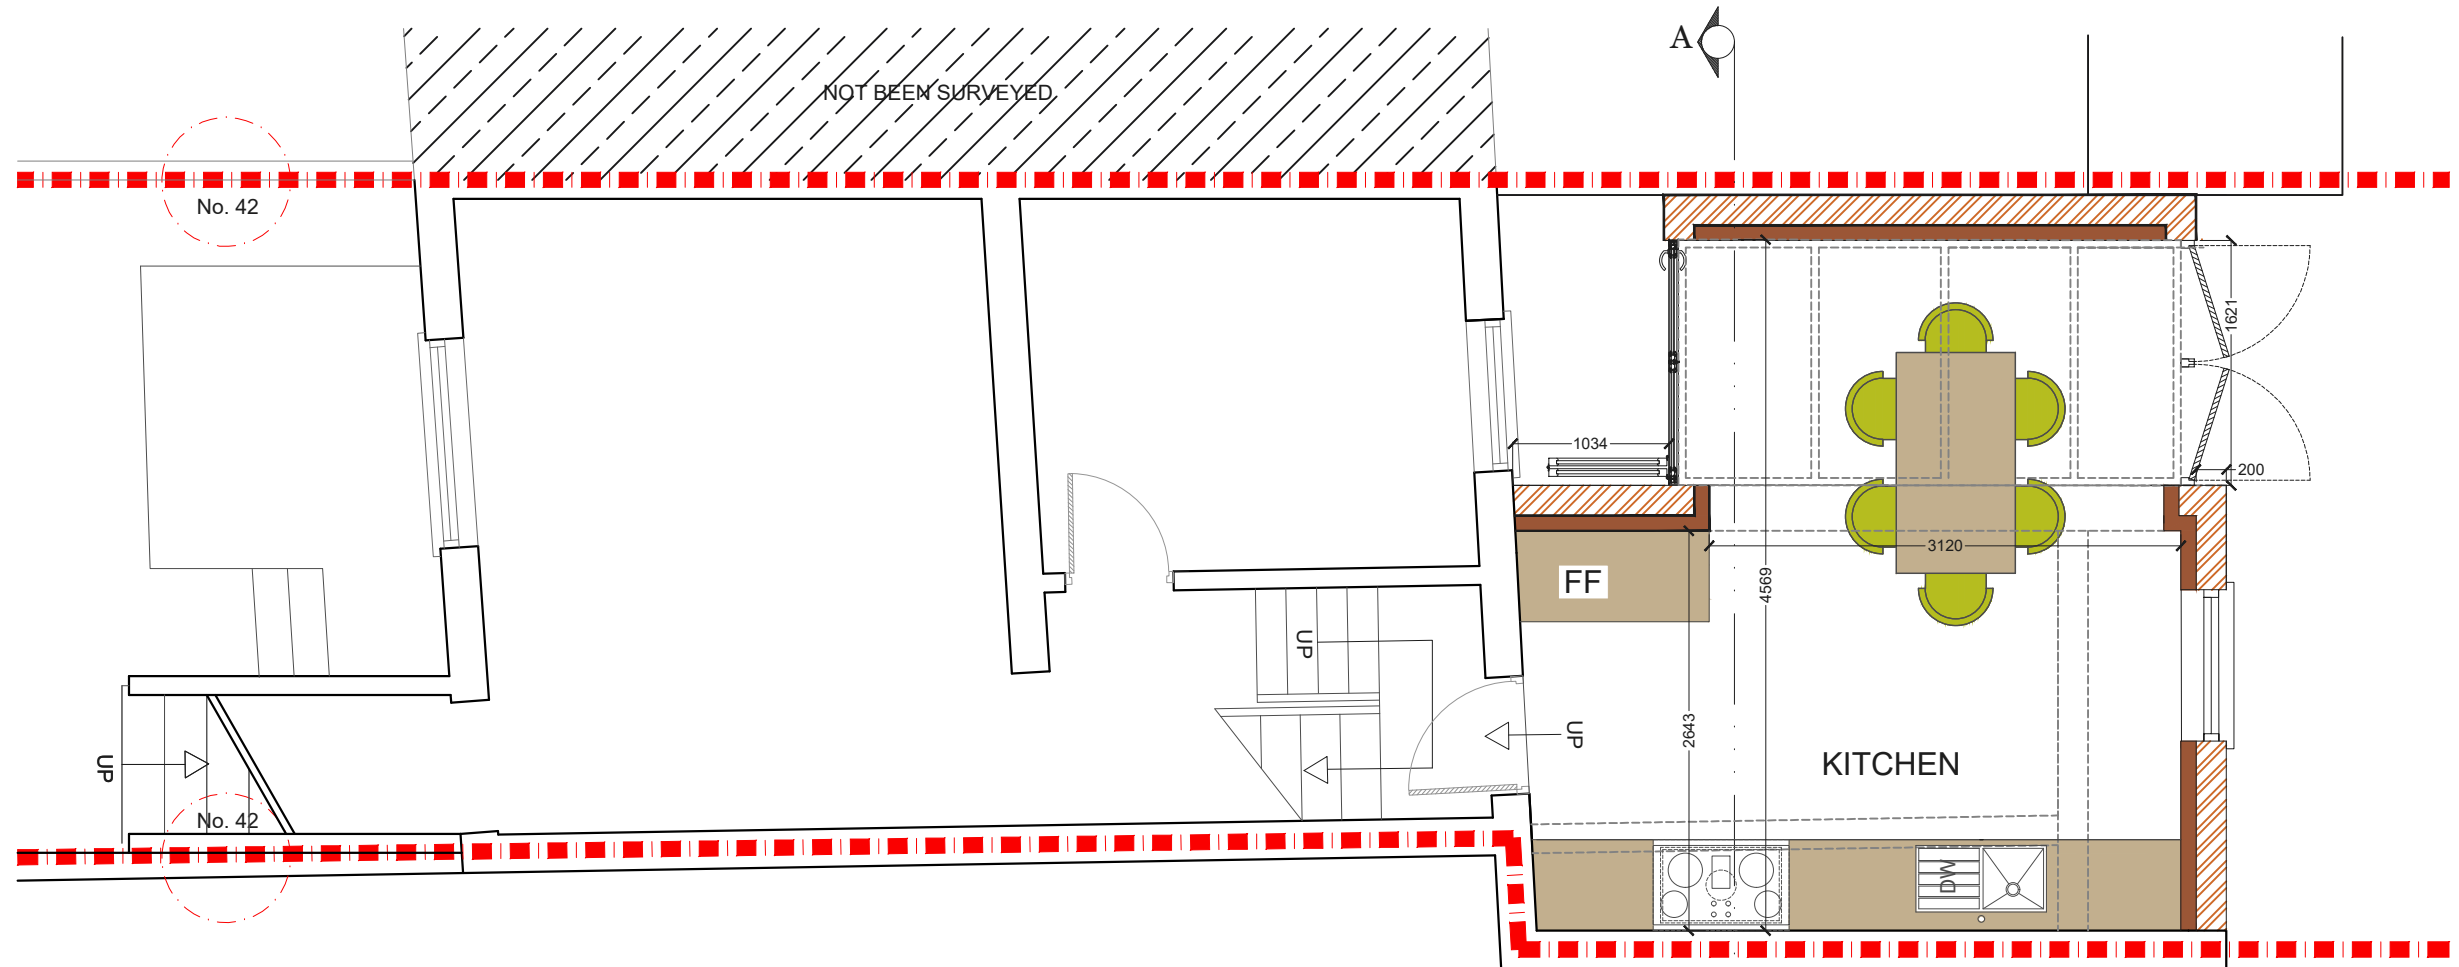 A
NOT BEEN SURVEYED
No. 42
1621
1034
200
3120
FF
4569
UP
2643
UP
KITCHEN
UP
No. 42
DW